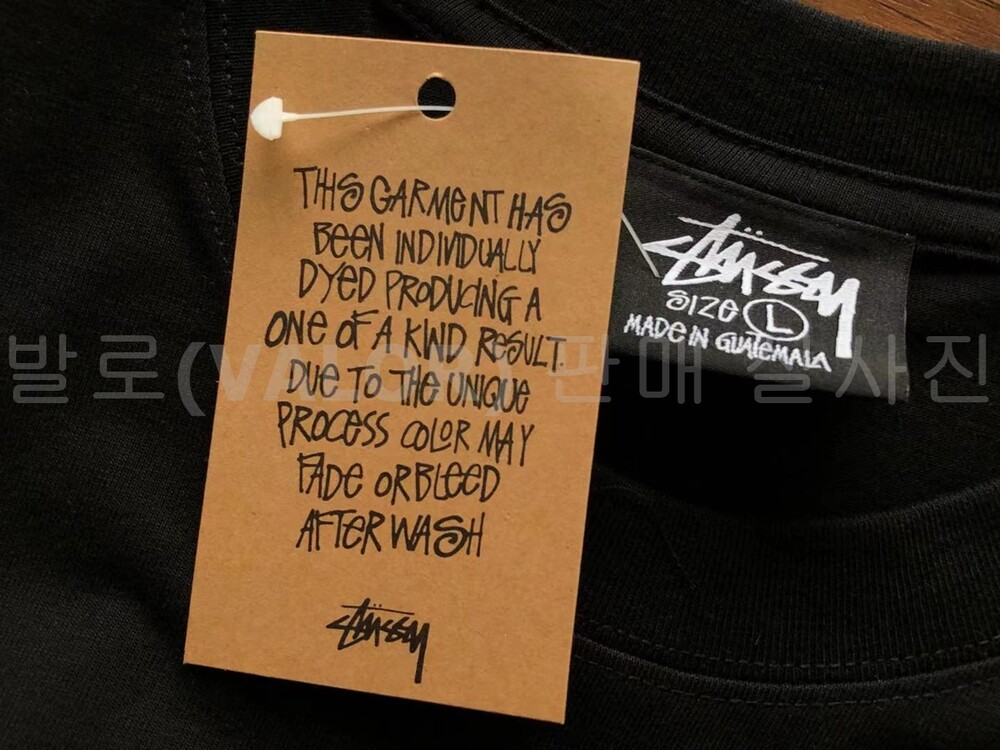 THIS GARMENT HAS
BEEN INDIVIDUALLY
DYED PRODUCING A
ONE OF A KIND RESULT.
DUE TO THE UNIQUE
PROCESS COLOR MAY
FADE OR BLEED
AFTER WASH
STÜSSY
STÜSSY
SIZE L
MADE IN GUATEMALA
발로(VALO) 판매 실사진